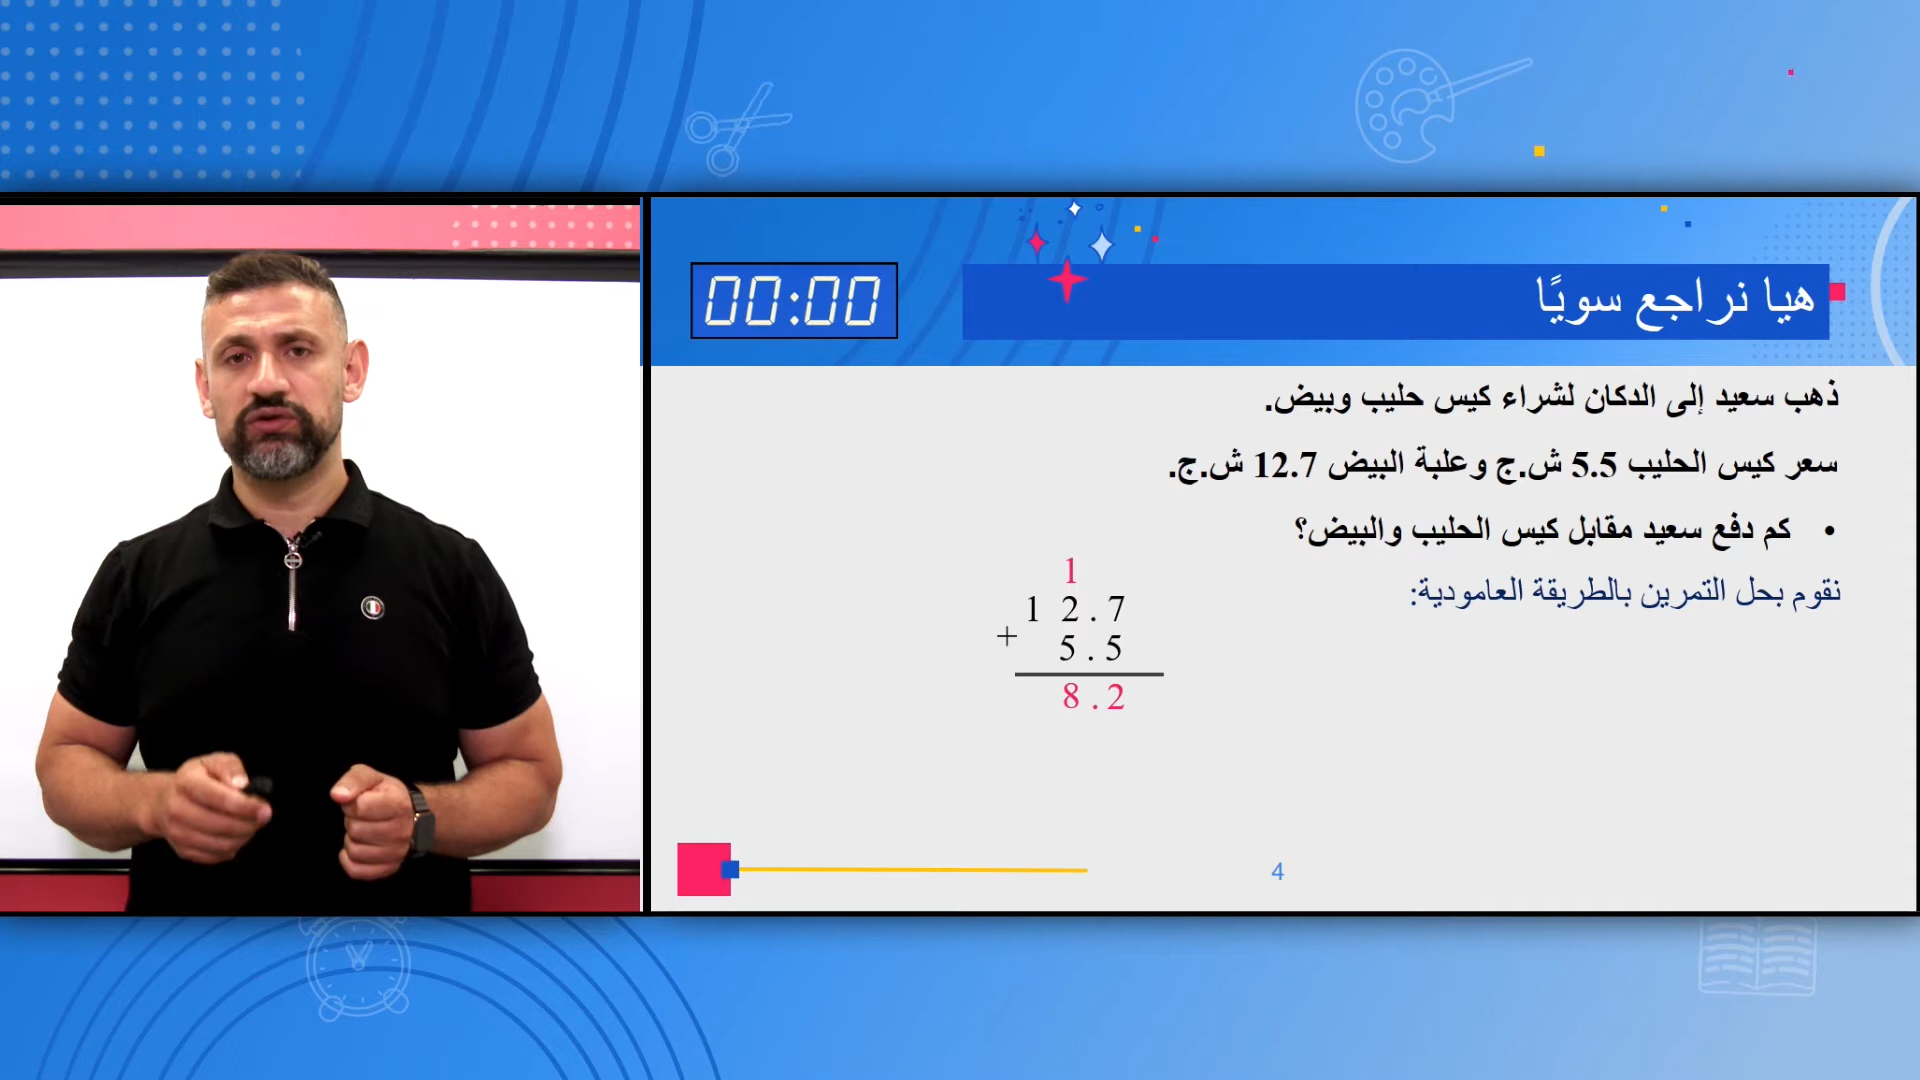 00:00
هيا نراجع سويًا
ذهب سعيد إلى الدكان لشراء كيس حليب وبيض.
سعر كيس الحليب 5.5 ش.ج وعلبة البيض 12.7 ش.ج.
• كم دفع سعيد مقابل كيس الحليب والبيض؟
نقوم بحل التمرين بالطريقة العامودية:
1
1 2 . 7
+
5 . 5
8 . 2
4